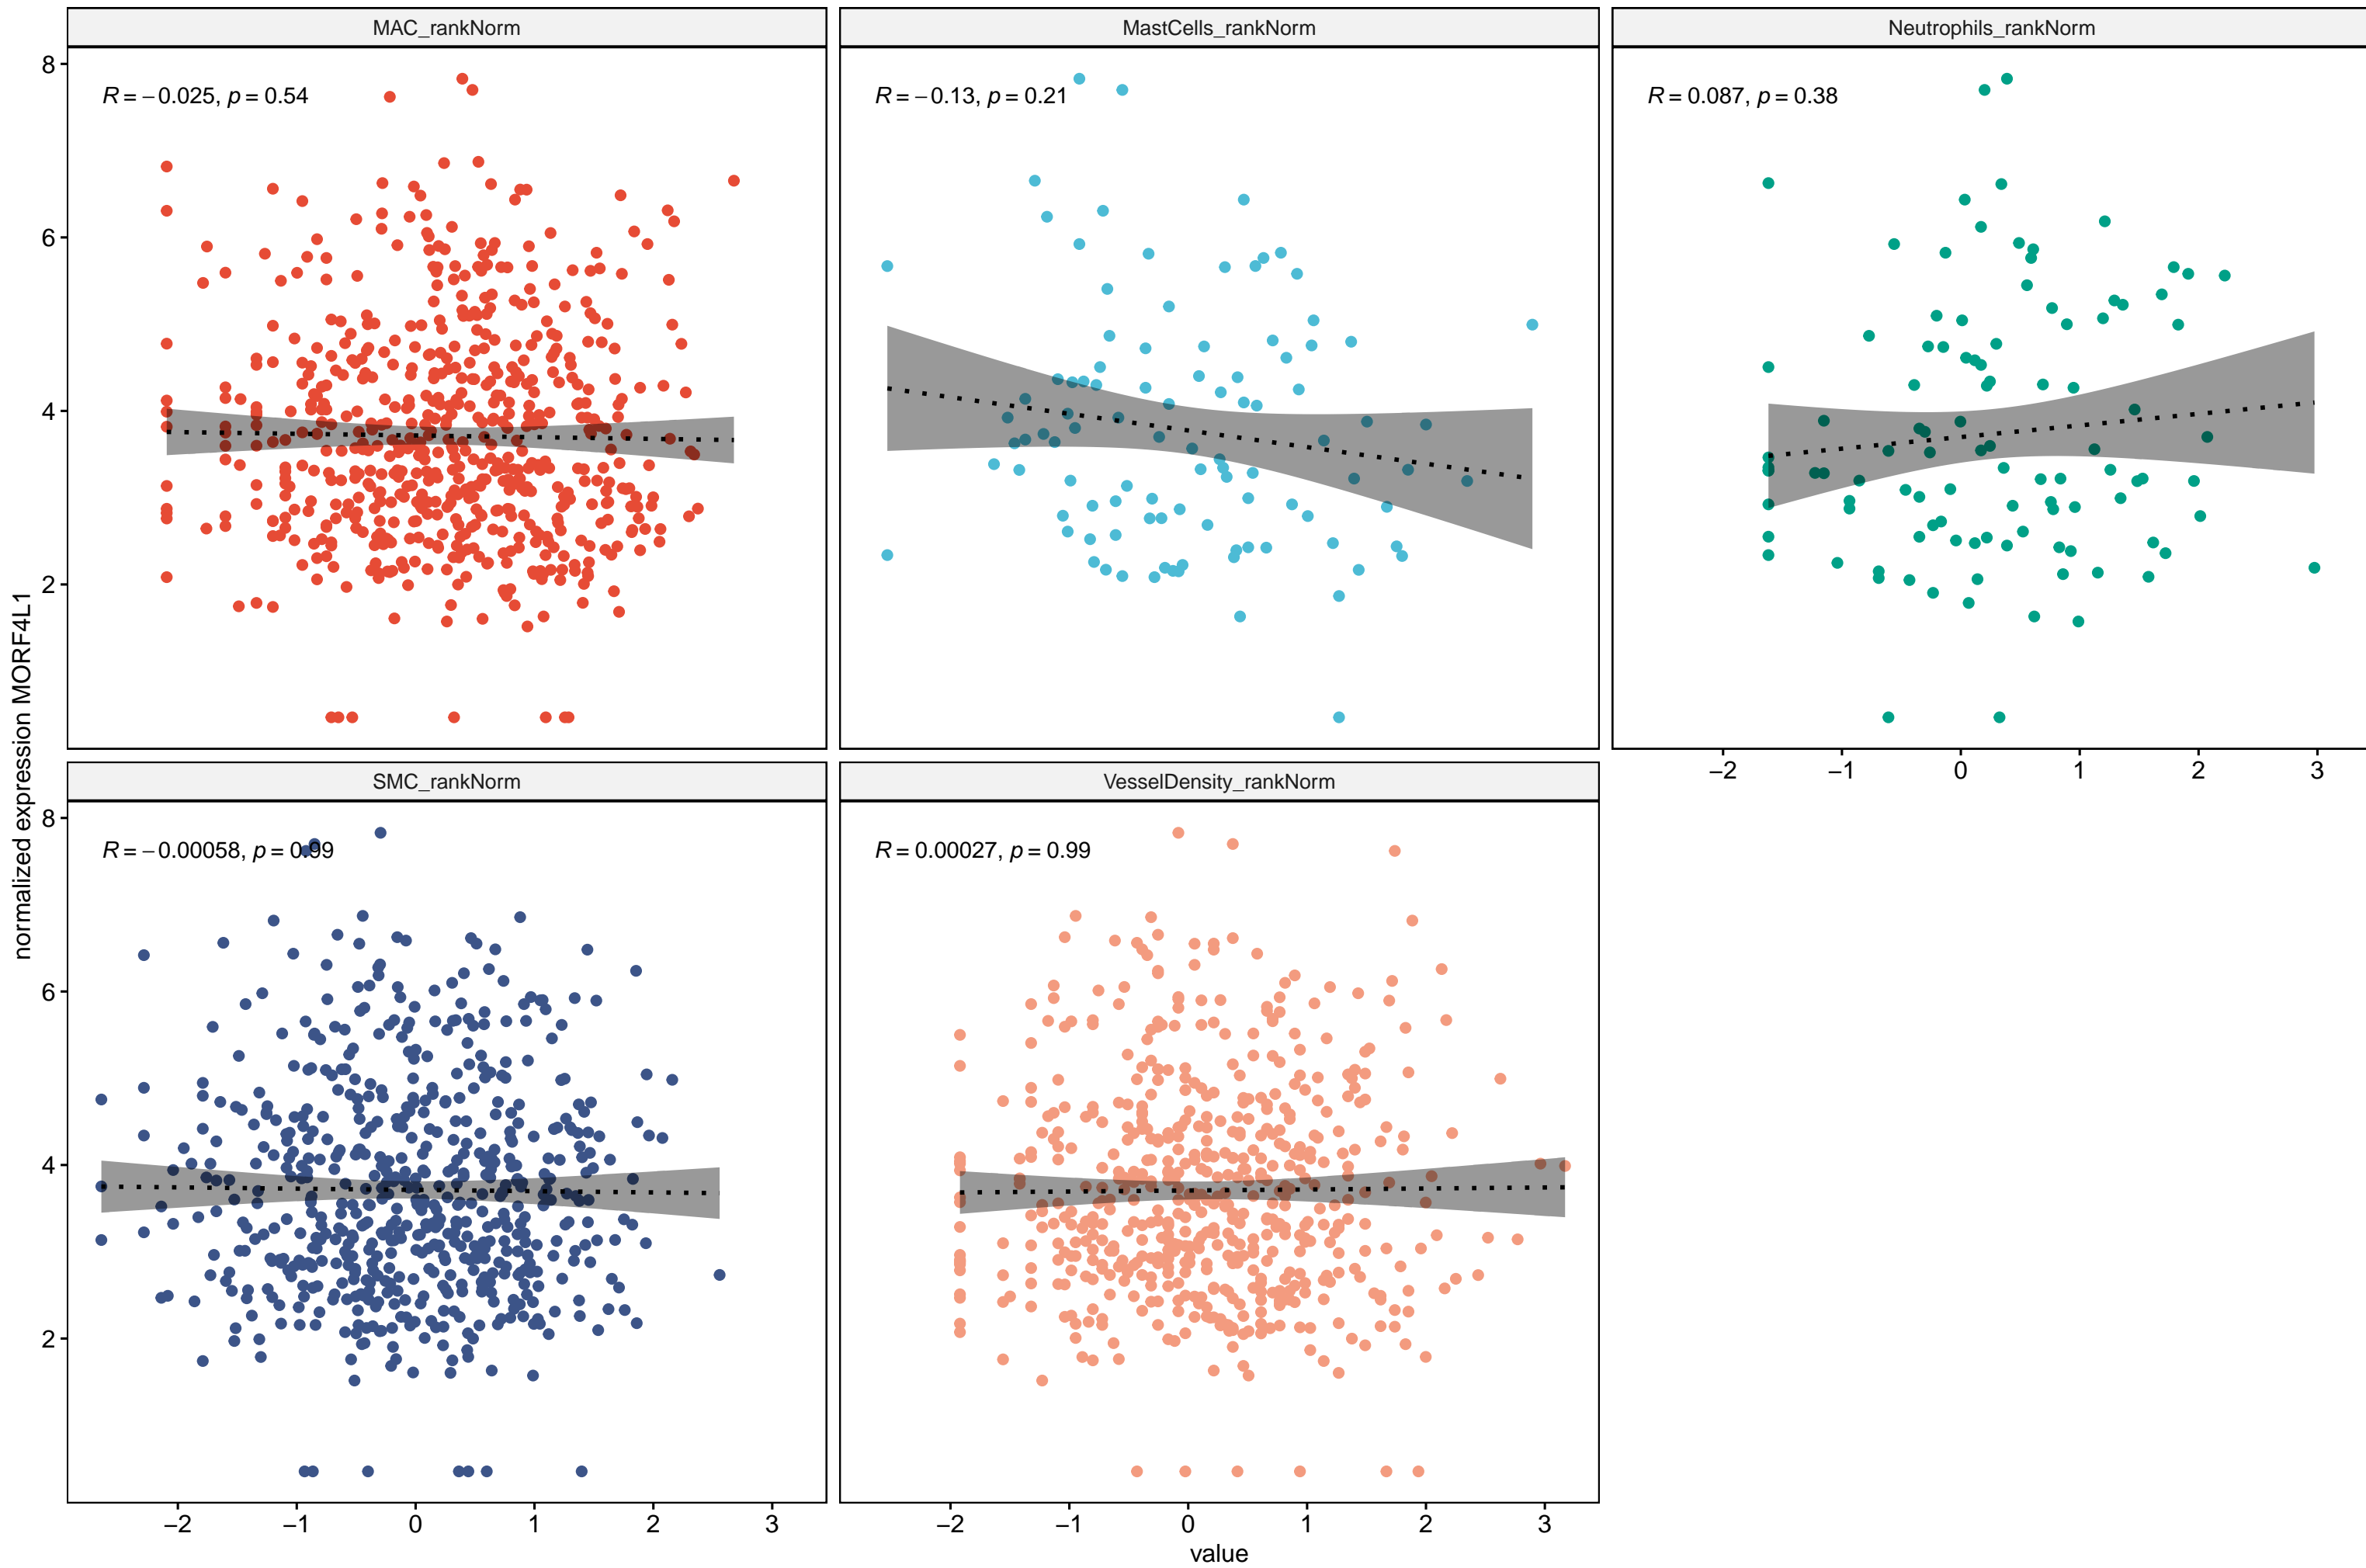 MAC_rankNorm
MastCells_rankNorm
Neutrophils_rankNorm
R = −0.025, p = 0.54
R = −0.13, p = 0.21
R = 0.087, p = 0.38
8
6
4
2
−2 −1 0 1 2 3
normalized expression MORF4L1
SMC_rankNorm
VesselDensity_rankNorm
R = −0.00058, p = 0.99
R = 0.00027, p = 0.99
8
6
4
2
−2 −1 0 1 2 3
−2 −1 0 1 2 3
value